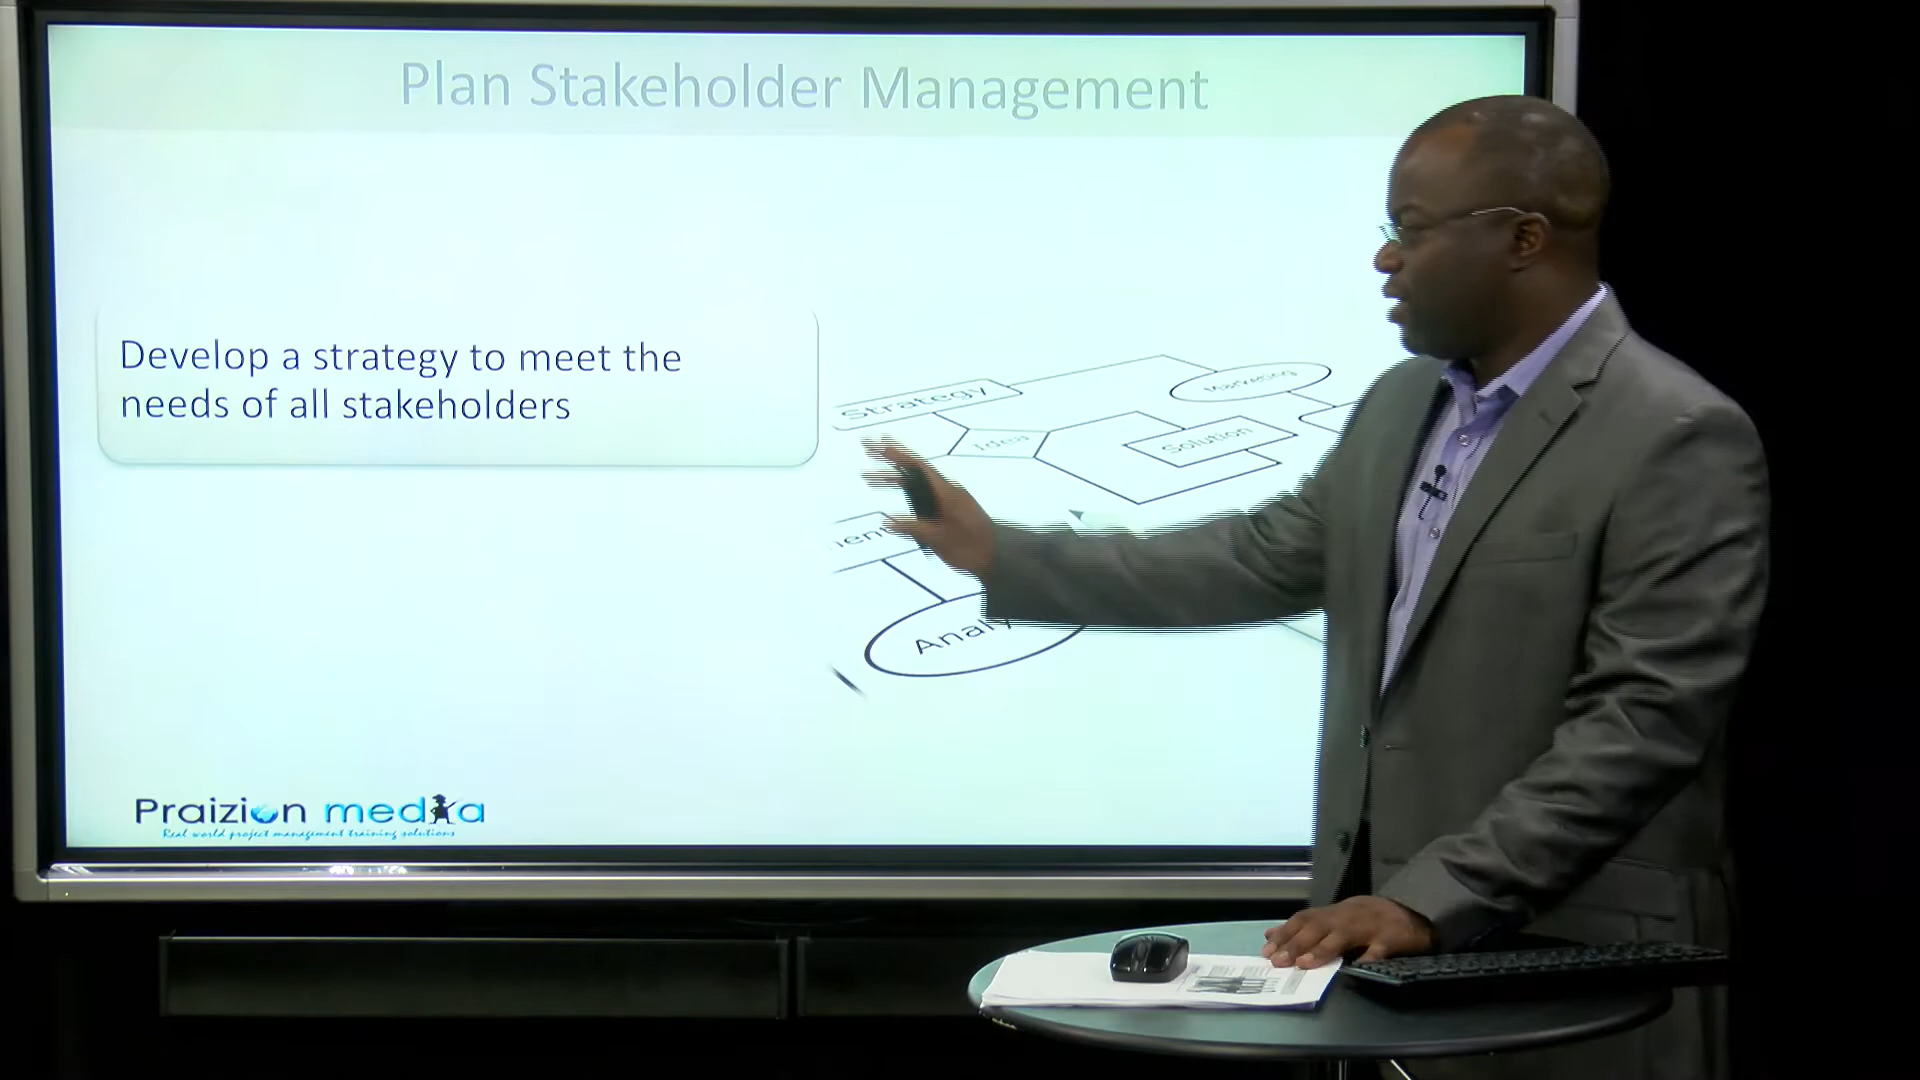 Plan Stakeholder Management
Develop a strategy to meet the
needs of all stakeholders
Strategy
Marketing
Idea
Solution
Praizion media
Real world project management training solutions